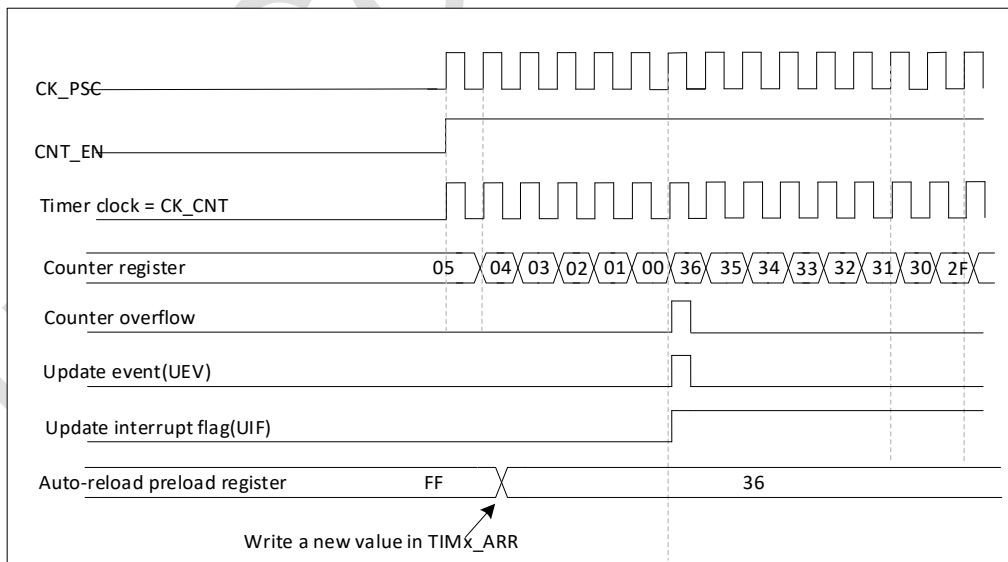 CK_PSC
CNT_EN
Timer clock = CK_CNT
Counter register 05 04 03 02 01 00 36 35 34 33 32 31 30 2F
Counter overflow
Update event(UEV)
Update interrupt flag(UIF)
Auto-reload preload register FF 36
Write a new value in TIMx_ARR